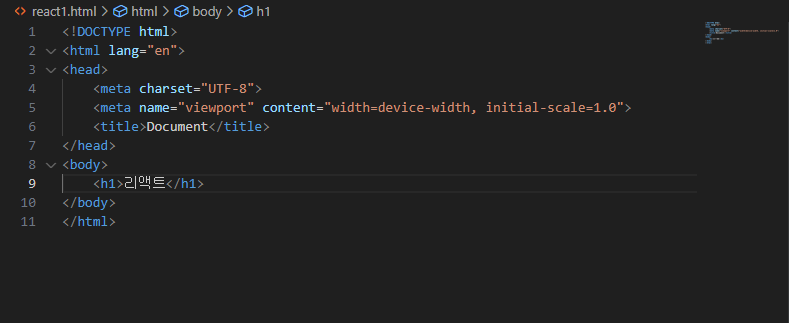 react1.html > html > body > h1
1 <!DOCTYPE html>
2 <html lang="en">
3 <head>
4 <meta charset="UTF-8">
5 <meta name="viewport" content="width=device-width, initial-scale=1.0">
6 <title>Document</title>
7 </head>
8 <body>
9 <h1>리액트</h1>
10 </body>
11 </html>